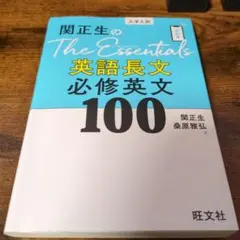 大学入試
関正生の
The Essentials
英語長文
必修英文
100
関正生
桑原雅弘
旺文社